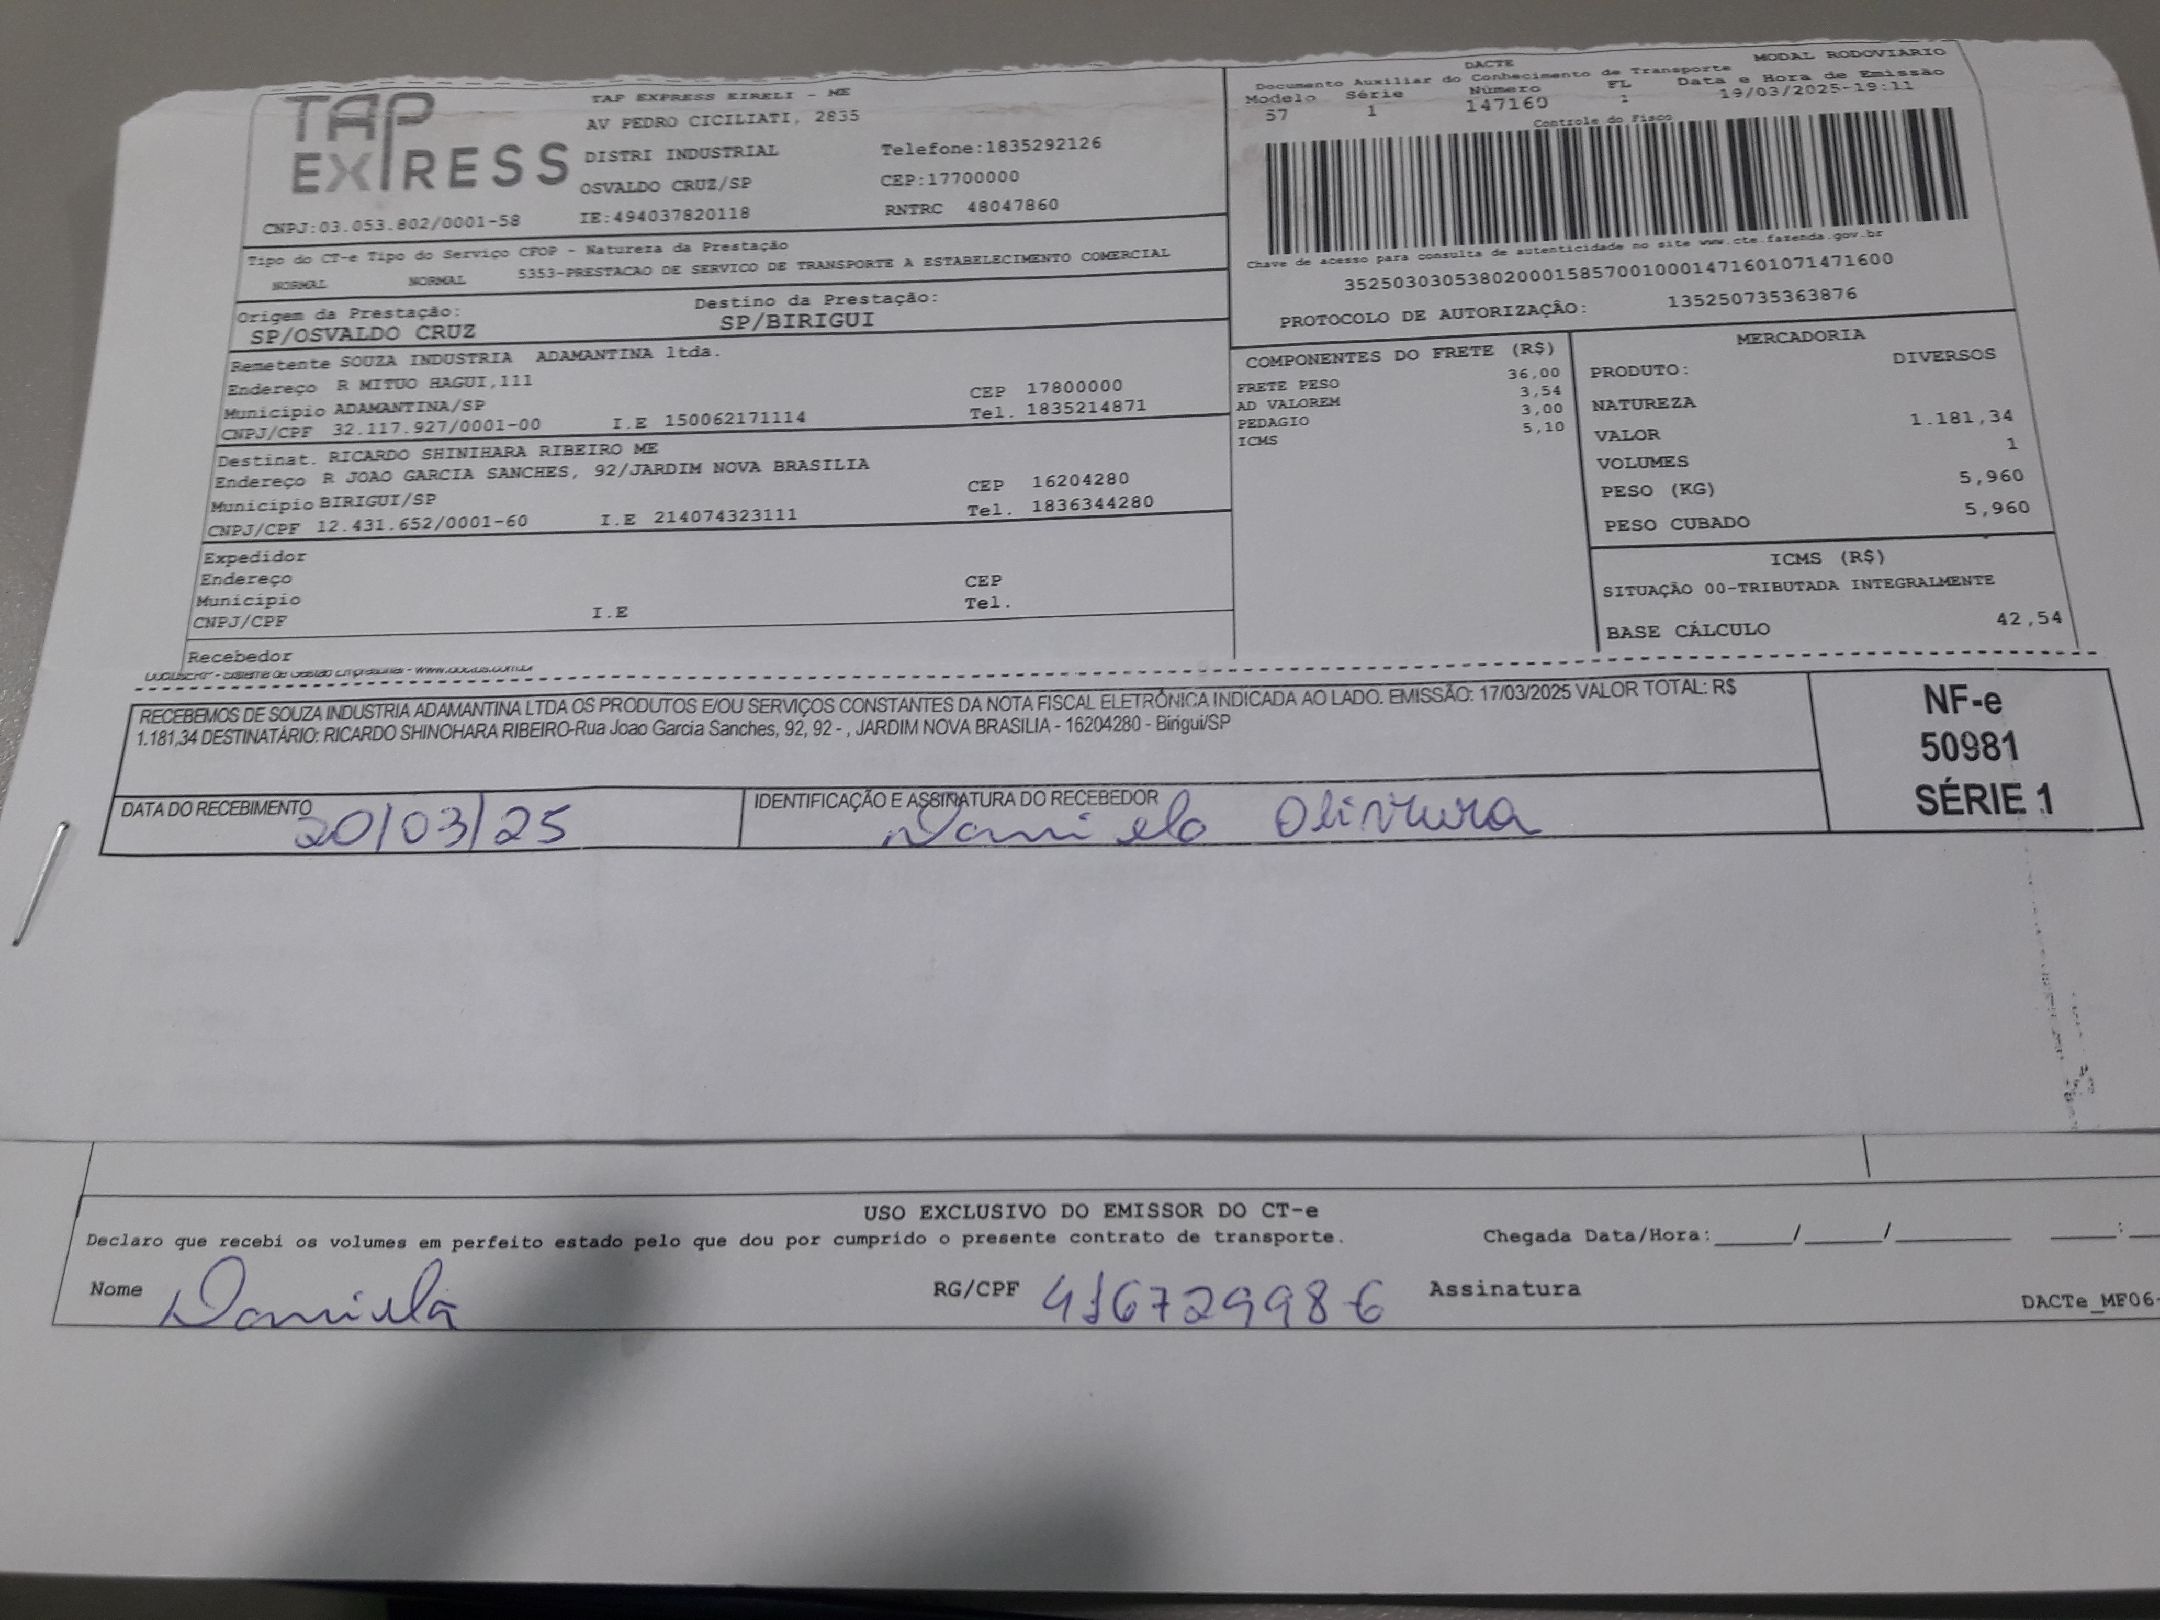 TAP EXPRESS
TAP EXPRESS EIRELI - ME
AV PEDRO CICILIATI, 2835
DISTRI INDUSTRIAL Telefone:1835292126
OSVALDO CRUZ/SP CEP:17700000
CNPJ:03.053.802/0001-58 IE:494037820118 RNTRC 48047860
Tipo do CT-e Tipo do Serviço CFOP - Natureza da Prestação
NORMAL NORMAL 5353-PRESTACAO DE SERVICO DE TRANSPORTE A ESTABELECIMENTO COMERCIAL
Origem da Prestação: Destino da Prestação:
SP/OSVALDO CRUZ SP/BIRIGUI
Remetente SOUZA INDUSTRIA ADAMANTINA ltda.
Endereço R MITUO HAGUI,111 CEP 17800000
Município ADAMANTINA/SP Tel. 1835214871
CNPJ/CPF 32.117.927/0001-00 I.E 150062171114
Destinat. RICARDO SHINIHARA RIBEIRO ME
Endereço R JOAO GARCIA SANCHES, 92/JARDIM NOVA BRASILIA
Município BIRIGUI/SP CEP 16204280
CNPJ/CPF 12.431.652/0001-60 I.E 214074323111 Tel. 1836344280
Expedidor
Endereço CEP
Município Tel.
CNPJ/CPF I.E
Recebedor
DACTE MODAL RODOVIARIO
Documento Auxiliar do Conhecimento de Transporte
Modelo Série Número FL Data e Hora de Emissão
57 1 147160 1 19/03/2025-19:11
Controle do Fisco
Chave de acesso para consulta de autenticidade no site www.cte.fazenda.gov.br
35250303053802000158570010001471601071471600
PROTOCOLO DE AUTORIZAÇÂO: 135250735363876
COMPONENTES DO FRETE (R$)
FRETE PESO 36,00
AD VALOREM 3,54
PEDAGIO 3,00
ICMS 5,10
MERCADORIA
PRODUTO: DIVERSOS
NATUREZA
VALOR 1.181,34
VOLUMES 1
PESO (KG) 5,960
PESO CUBADO 5,960
ICMS (R$)
SITUAÇÃO 00-TRIBUTADA INTEGRALMENTE
BASE CÁLCULO 42,54
RECEBEMOS DE SOUZA INDUSTRIA ADAMANTINA LTDA OS PRODUTOS E/OU SERVIÇOS CONSTANTES DA NOTA FISCAL ELETRÔNICA INDICADA AO LADO. EMISSÃO: 17/03/2025 VALOR TOTAL: R$
1.181,34 DESTINATÁRIO: RICARDO SHINOHARA RIBEIRO-Rua Joao Garcia Sanches, 92, 92 - , JARDIM NOVA BRASILIA - 16204280 - Birigui/SP
NF-e
50981
SÉRIE 1
DATA DO RECEBIMENTO 20/03/25
IDENTIFICAÇÃO E ASSINATURA DO RECEBEDOR Daniela Oliveira
USO EXCLUSIVO DO EMISSOR DO CT-e
Declaro que recebi os volumes em perfeito estado pelo que dou por cumprido o presente contrato de transporte. Chegada Data/Hora:____/____/______ ____:__
Nome Daniela RG/CPF 416729986 Assinatura
DACTe_MF06-